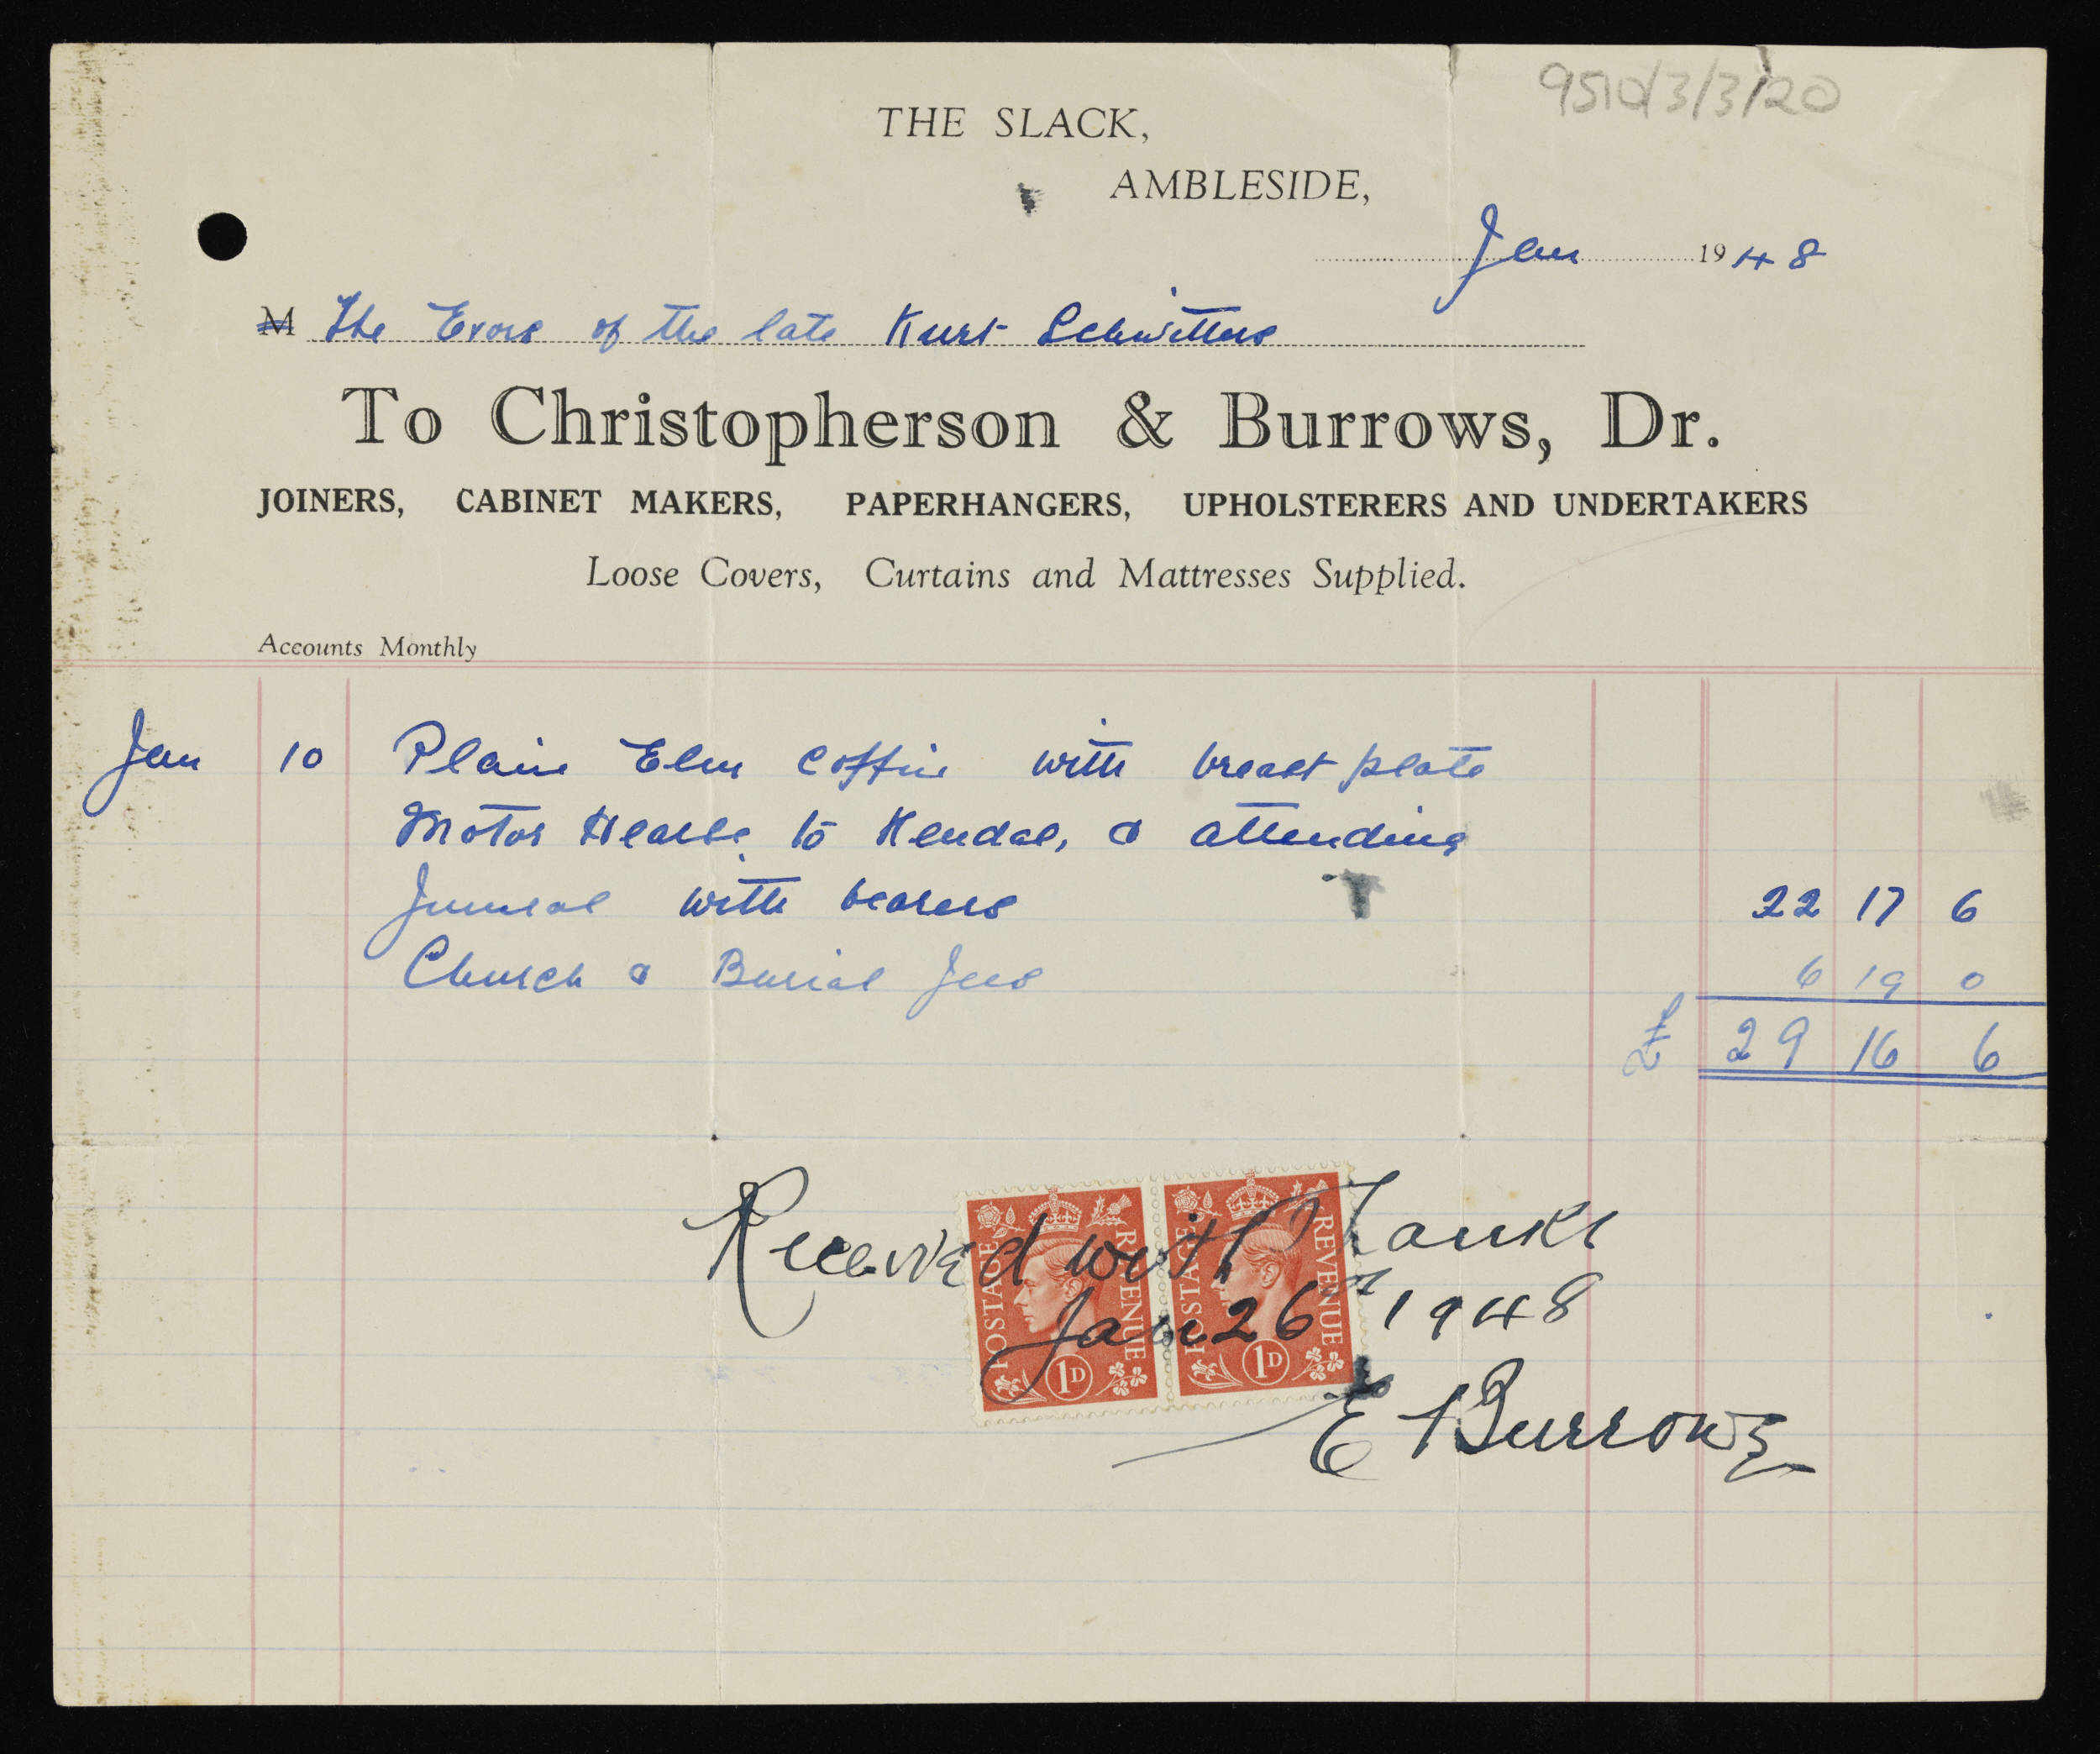 9510/3/3/20
THE SLACK,
AMBLESIDE,
Jan 1948
M The Exors of the late Kurt Schwitters
To Christopherson & Burrows, Dr.
JOINERS, CABINET MAKERS, PAPERHANGERS, UPHOLSTERERS AND UNDERTAKERS
Loose Covers, Curtains and Mattresses Supplied.
Accounts Monthly
Jan 10 Plain Elm Coffin with breast plate
Motor Hearse to Kendal, & attending
Funeral with bearers 22 17 6
Church & Burial Fees 6 19 0
£ 29 16 6
Received with Thanks
Jan 26th 1948
E Burrows
POSTAGE REVENUE 1D
POSTAGE REVENUE 1D